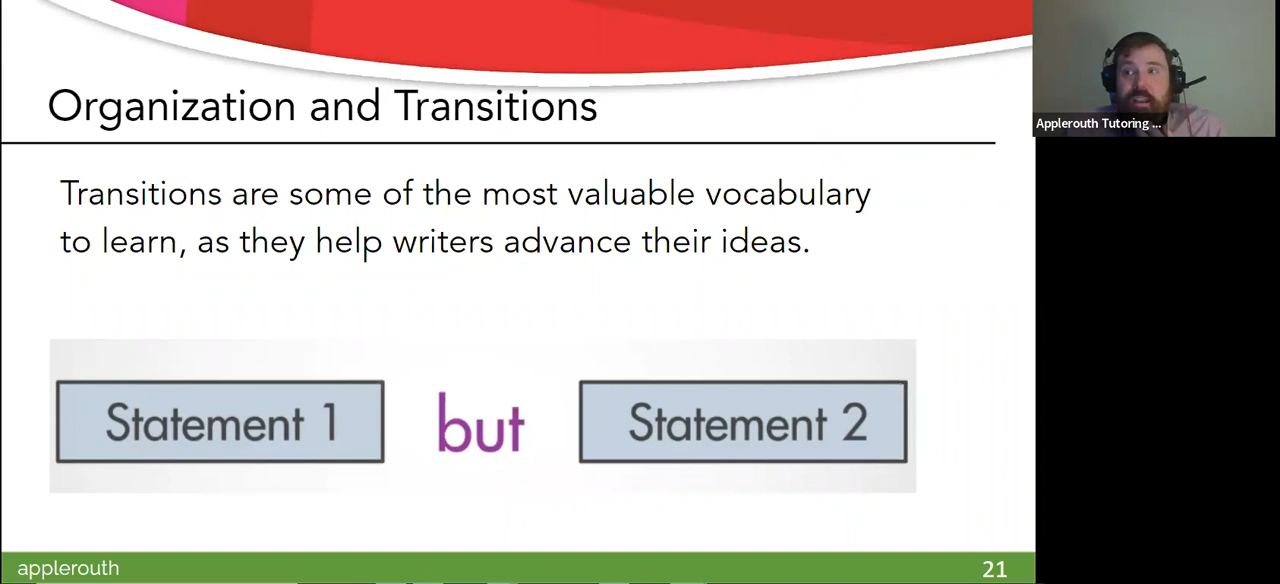 Organization and Transitions
Applerouth Tutoring ...
Transitions are some of the most valuable vocabulary
to learn, as they help writers advance their ideas.
Statement 1 but Statement 2
applerouth 21